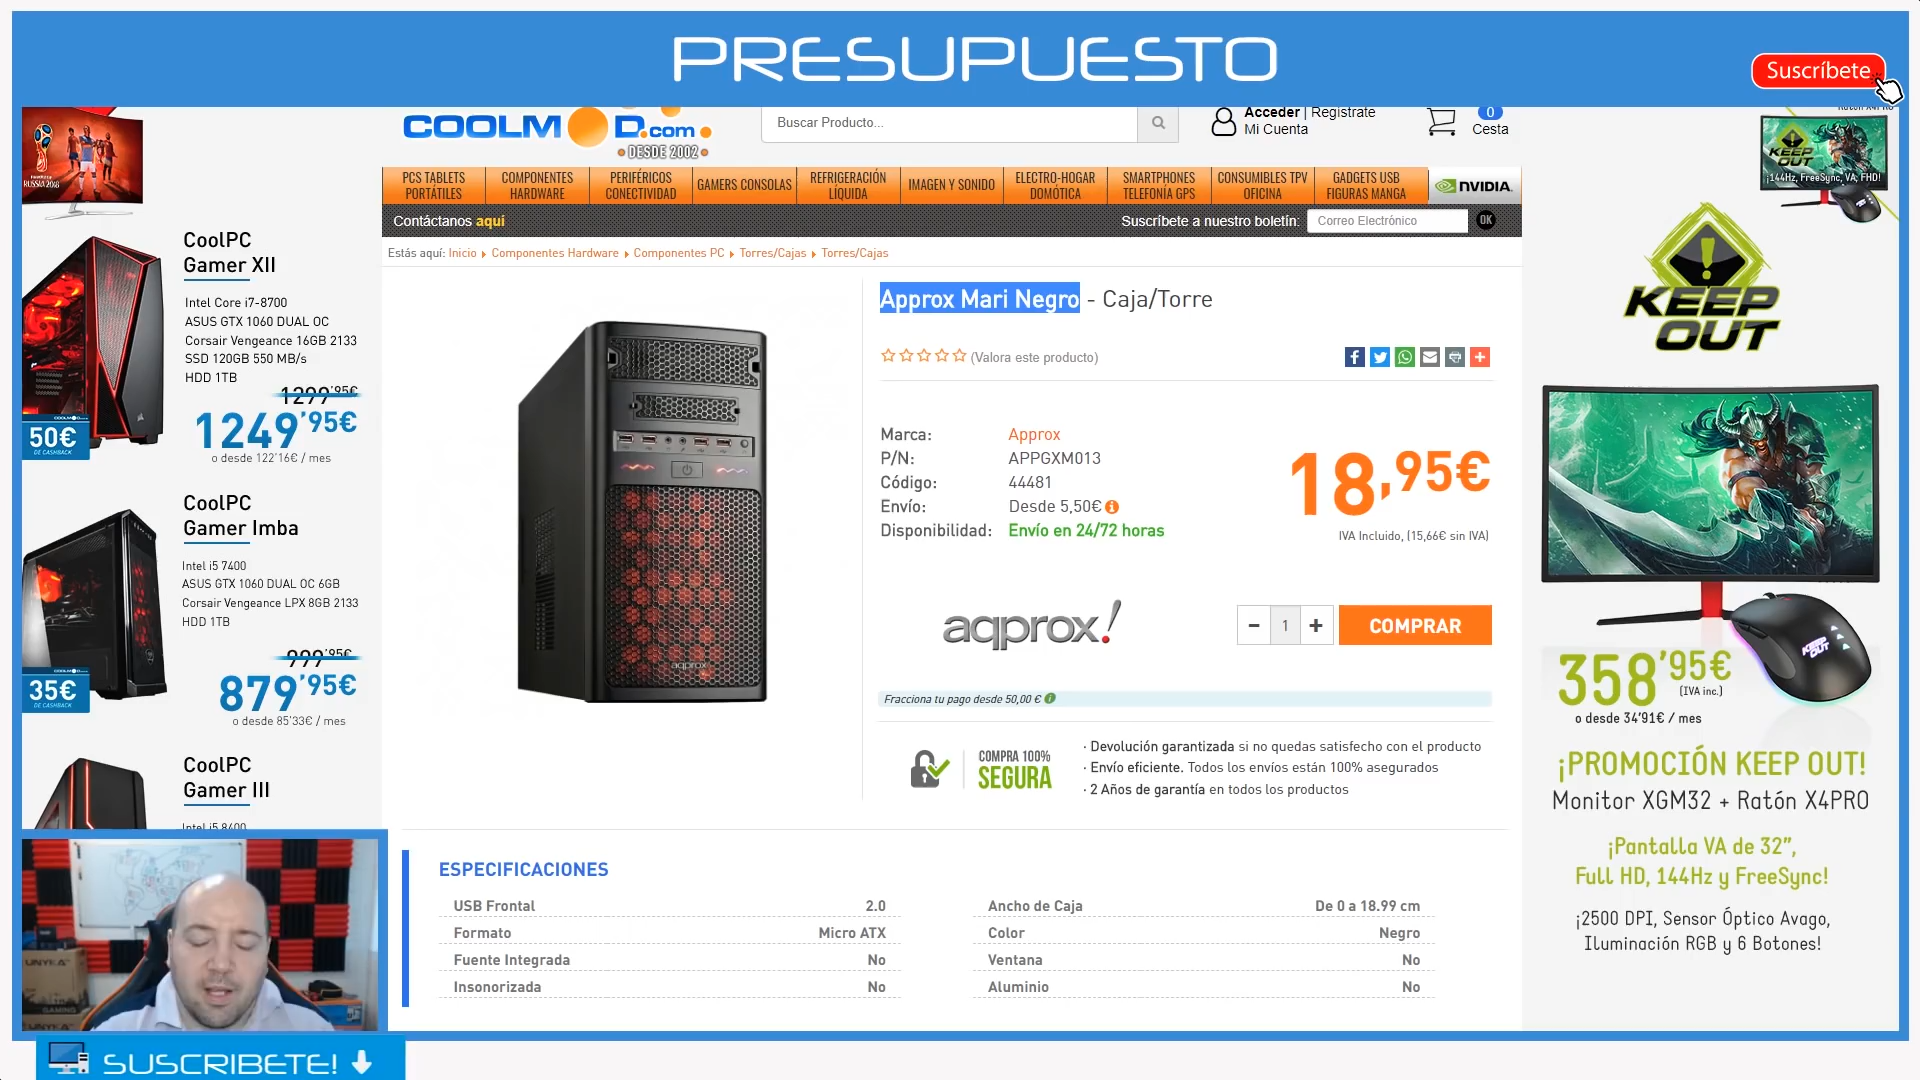 PRESUPUESTO
Suscríbete
COOLMOD.com
DESDE 2002
Buscar Producto...
Acceder | Regístrate
Mi Cuenta
0
Cesta
PCS TABLETS
PORTÁTILES
COMPONENTES
HARDWARE
PERIFÉRICOS
CONECTIVIDAD
GAMERS CONSOLAS
REFRIGERACIÓN
LÍQUIDA
IMAGEN Y SONIDO
ELECTRO-HOGAR
DOMÓTICA
SMARTPHONES
TELEFONÍA GPS
CONSUMIBLES TPV
OFICINA
GADGETS USB
FIGURAS MANGA
NVIDIA.
Contáctanos aquí
Suscríbete a nuestro boletín:
Correo Electrónico
OK
Estás aquí: Inicio Componentes Hardware Componentes PC Torres/Cajas Torres/Cajas
RUSSIA 2018
CoolPC
Gamer XII
Intel Core i7-8700
ASUS GTX 1060 DUAL OC
Corsair Vengeance 16GB 2133
SSD 120GB 550 MB/s
HDD 1TB
1299'95€
1249'95€
o desde 122'16€ / mes
50€
DE CASHBACK
CoolPC
Gamer Imba
Intel i5 7400
ASUS GTX 1060 DUAL OC 6GB
Corsair Vengeance LPX 8GB 2133
HDD 1TB
999'95€
879'95€
o desde 85'33€ / mes
35€
DE CASHBACK
CoolPC
Gamer III
Intel i5 8400
Approx Mari Negro - Caja/Torre
(Valora este producto)
Marca: Approx
P/N: APPGXM013
Código: 44481
Envío: Desde 5,50€
Disponibilidad: Envío en 24/72 horas
18,95€
IVA Incluido, (15,66€ sin IVA)
aqprox
aqprox!
− 1 +
COMPRAR
Fracciona tu pago desde 50,00 €
COMPRA 100%
SEGURA
· Devolución garantizada si no quedas satisfecho con el producto
· Envío eficiente. Todos los envíos están 100% asegurados
· 2 Años de garantía en todos los productos
ESPECIFICACIONES
USB Frontal 2.0
Formato Micro ATX
Fuente Integrada No
Insonorizada No
Ancho de Caja De 0 a 18.99 cm
Color Negro
Ventana No
Aluminio No
KEEP OUT
¡144Hz, FreeSync, VA, FHD!
KEEP
OUT
KEEP OUT
358'95€
(IVA inc.)
o desde 34'91€ / mes
¡PROMOCIÓN KEEP OUT!
Monitor XGM32 + Ratón X4PRO
¡Pantalla VA de 32",
Full HD, 144Hz y FreeSync!
¡2500 DPI, Sensor Óptico Avago,
Iluminación RGB y 6 Botones!
UNYKA
GAMING
UNYKA
SUSCRIBETE!